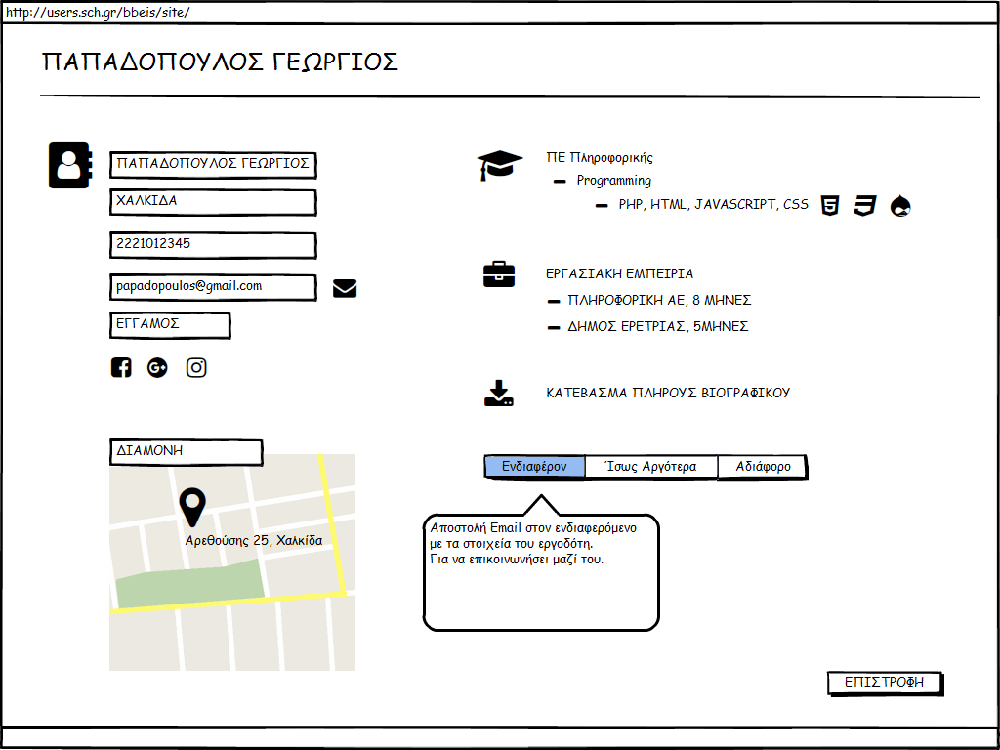 http://users.sch.gr/bbeis/site/
ΠΑΠΑΔΟΠΟΥΛΟΣ ΓΕΩΡΓΙΟΣ
ΠΑΠΑΔΟΠΟΥΛΟΣ ΓΕΩΡΓΙΟΣ
ΧΑΛΚΙΔΑ
2221012345
papadopoulos@gmail.com
ΕΓΓΑΜΟΣ
ΔΙΑΜΟΝΗ
Αρεθούσης 25, Χαλκίδα
ΠΕ Πληροφορικής
Programming
PHP, HTML, JAVASCRIPT, CSS
ΕΡΓΑΣΙΑΚΗ ΕΜΠΕΙΡΙΑ
ΠΛΗΡΟΦΟΡΙΚΗ ΑΕ, 8 ΜΗΝΕΣ
ΔΗΜΟΣ ΕΡΕΤΡΙΑΣ, 5ΜΗΝΕΣ
ΚΑΤΕΒΑΣΜΑ ΠΛΗΡΟΥΣ ΒΙΟΓΡΑΦΙΚΟΥ
Ενδιαφέρον Ίσως Αργότερα Αδιάφορο
Αποστολή Email στον ενδιαφερόμενο
με τα στοιχεία του εργοδότη.
Για να επικοινωνήσει μαζί του.
ΕΠΙΣΤΡΟΦΗ